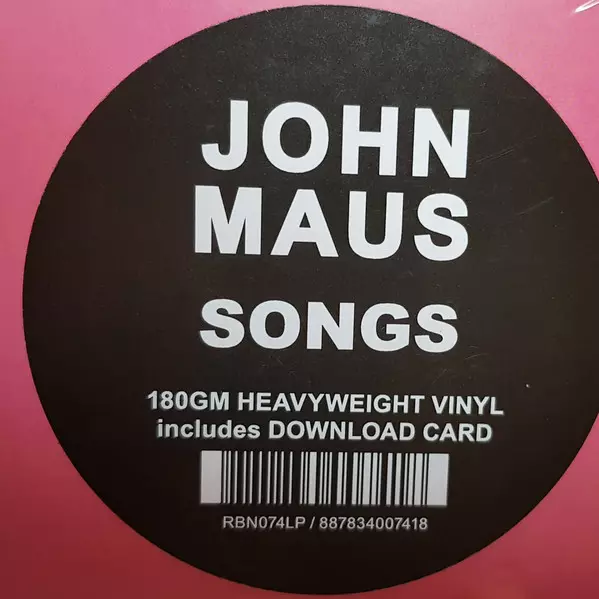 JOHN
MAUS
SONGS
180GM HEAVYWEIGHT VINYL
includes DOWNLOAD CARD
RBN074LP / 887834007418